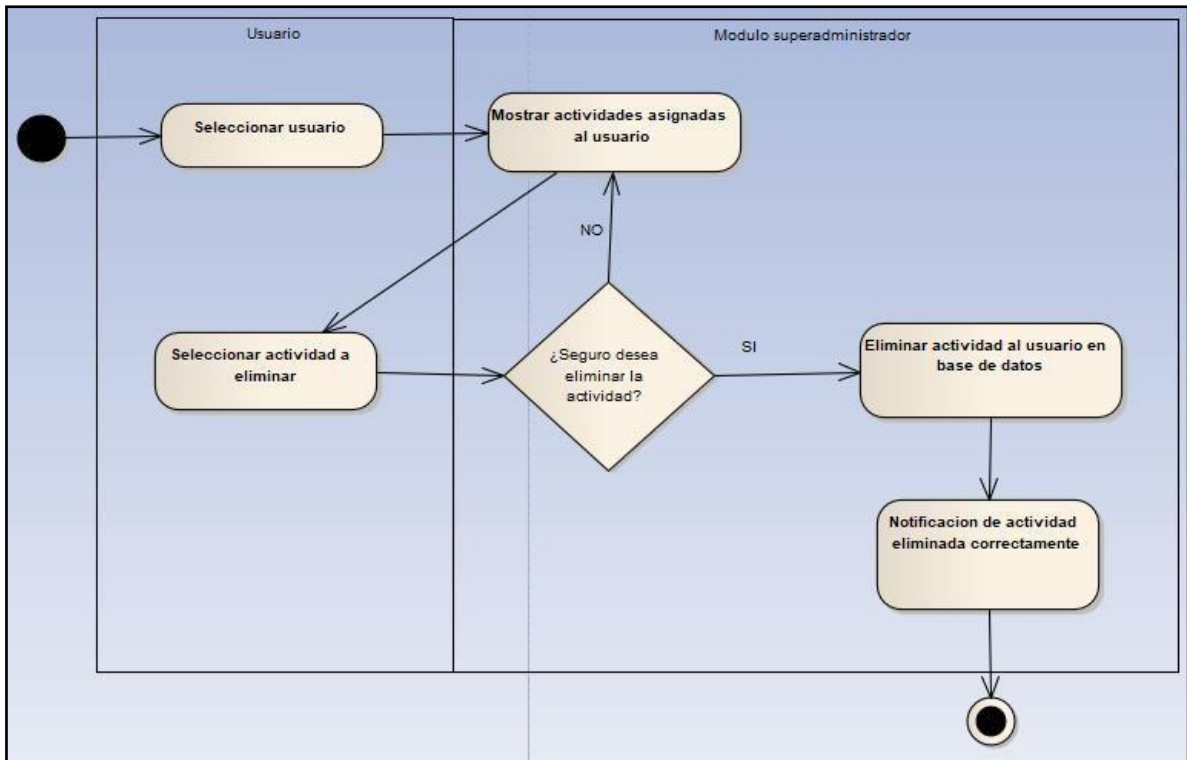 Usuario
Modulo superadministrador
Seleccionar usuario
Mostrar actividades asignadas
al usuario
NO
Seleccionar actividad a
eliminar
¿Seguro desea
eliminar la
actividad?
SI
Eliminar actividad al usuario en
base de datos
Notificacion de actividad
eliminada correctamente